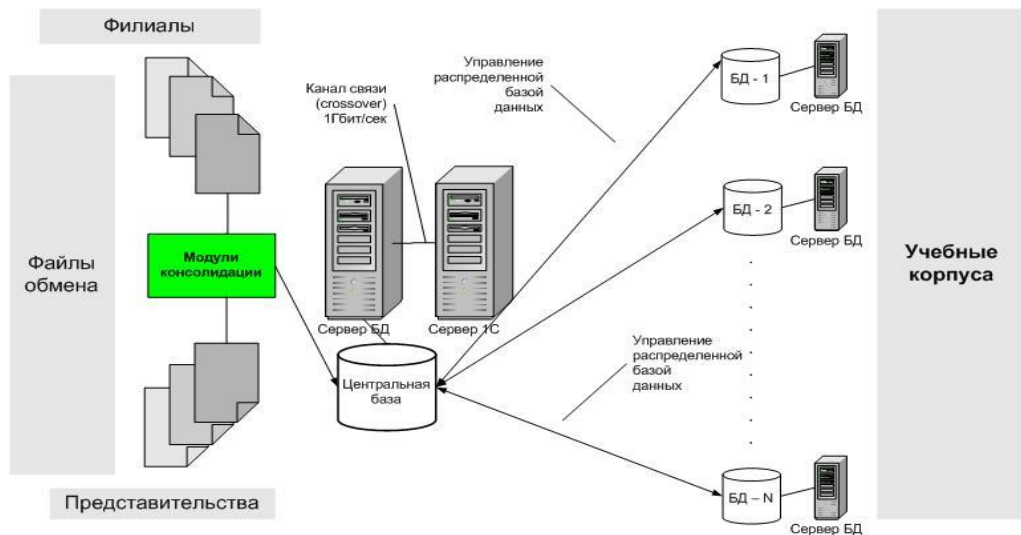 Филиалы
Файлы
обмена
Модули
консолидации
Представительства
Канал связи
(crossover)
1Гбит/сек
Сервер БД
Сервер 1С
Центральная
база
Управление
распределенной
базой
данных
Управление
распределенной
базой
данных
БД - 1
Сервер БД
БД - 2
Сервер БД
БД – N
Сервер БД
Учебные
корпуса